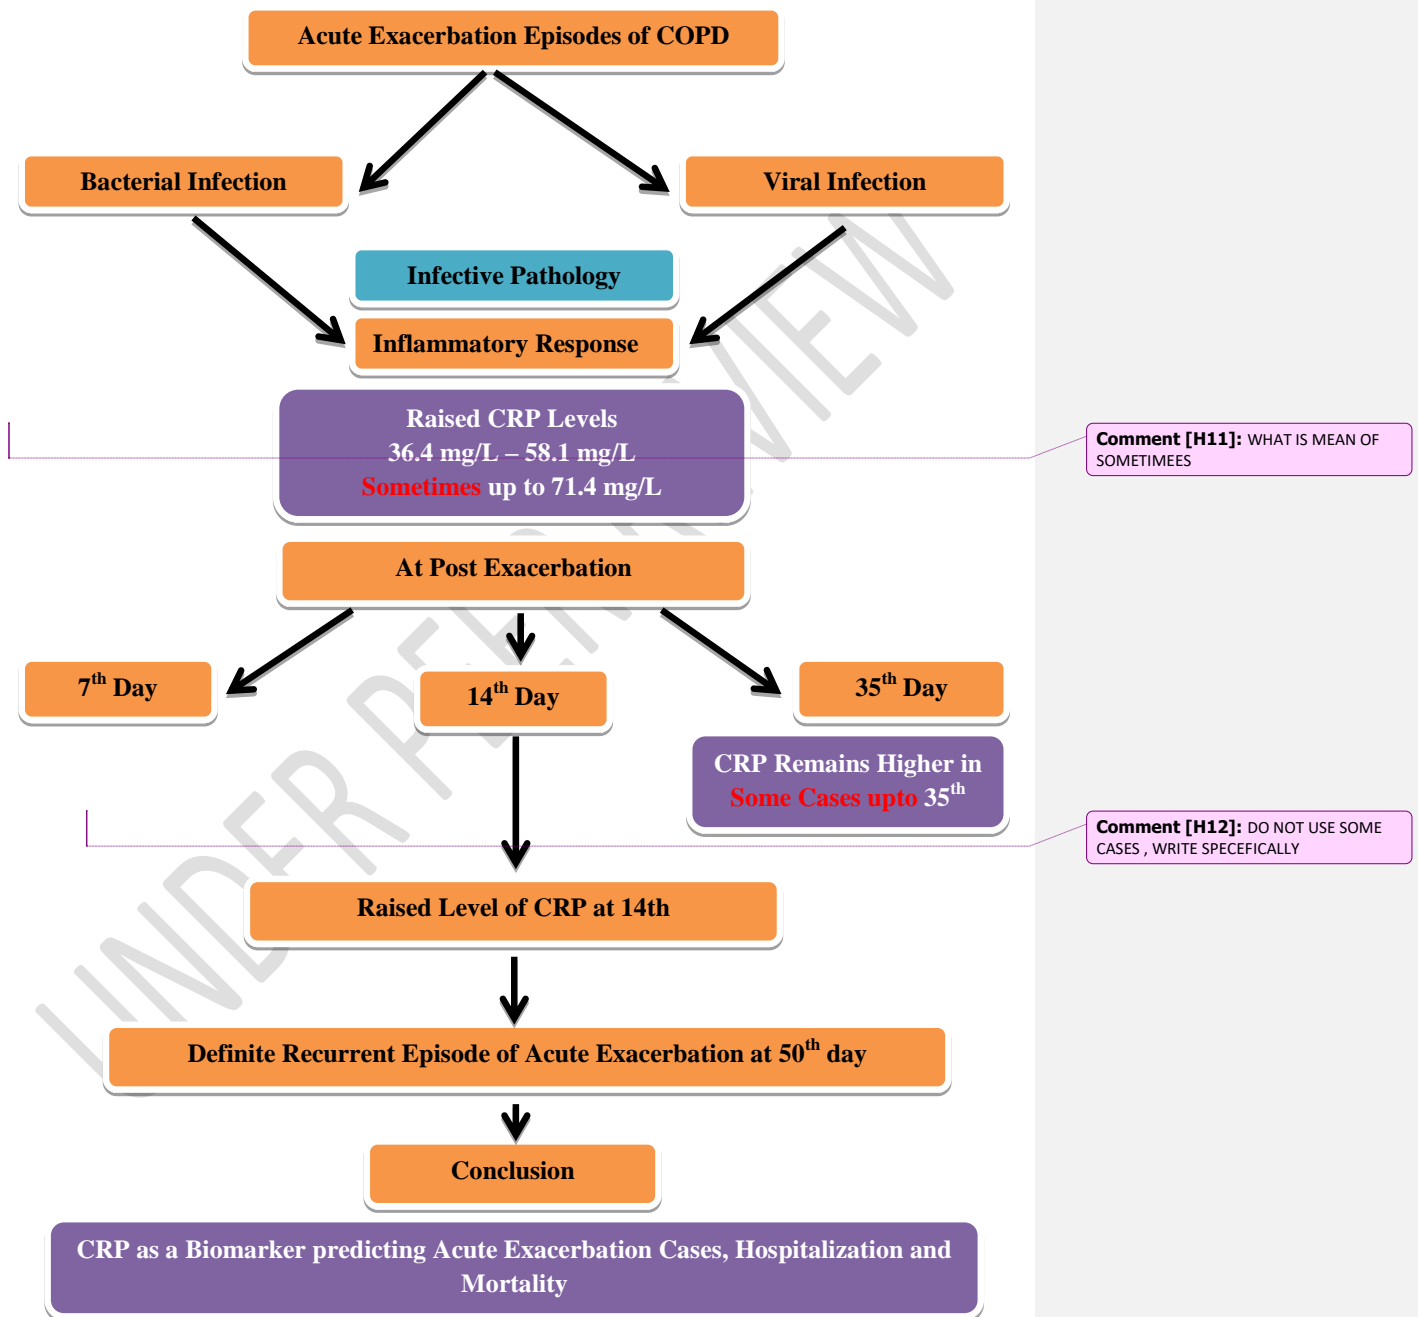 Acute Exacerbation Episodes of COPD
Bacterial Infection
Viral Infection
Infective Pathology
Inflammatory Response
Raised CRP Levels
36.4 mg/L – 58.1 mg/L
Sometimes up to 71.4 mg/L
Comment [H11]: WHAT IS MEAN OF
SOMETIMEES
At Post Exacerbation
7th Day
14th Day
35th Day
CRP Remains Higher in
Some Cases upto 35th
Comment [H12]: DO NOT USE SOME
CASES , WRITE SPECEFICALLY
Raised Level of CRP at 14th
Definite Recurrent Episode of Acute Exacerbation at 50th day
Conclusion
CRP as a Biomarker predicting Acute Exacerbation Cases, Hospitalization and
Mortality
UNDER PEER REVIEW